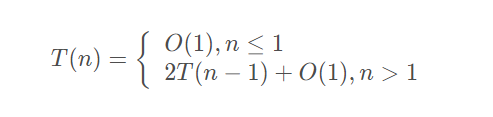 T(n) = { O(1), n ≤ 1
2T(n − 1) + O(1), n > 1